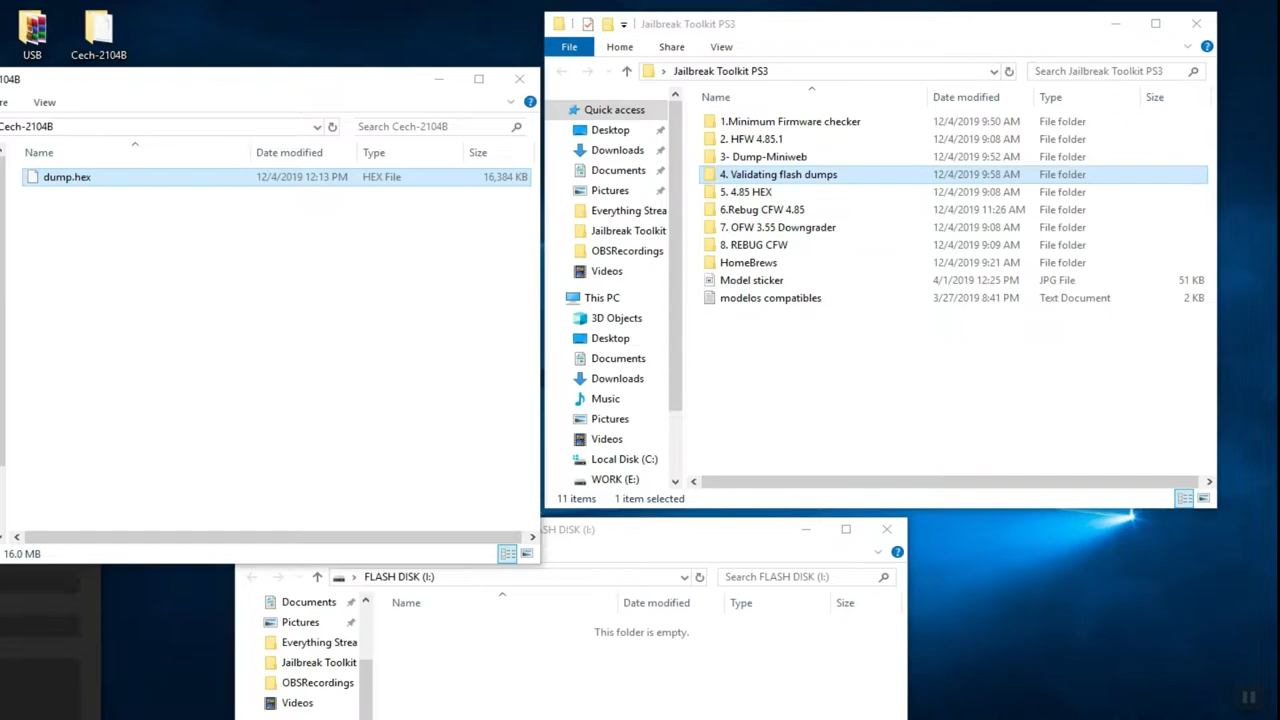 USB
Cech-2104B
104B
re
View
Cech-2104B
Search Cech-2104B
Name
Date modified
Type
Size
dump.hex
12/4/2019 12:13 PM
HEX File
16,384 KB
16.0 MB
Jailbreak Toolkit PS3
File
Home
Share
View
Jailbreak Toolkit PS3
Search Jailbreak Toolkit PS3
Quick access
Desktop
Downloads
Documents
Pictures
Everything Strea
Jailbreak Toolkit
OBSRecordings
Videos
This PC
3D Objects
Desktop
Documents
Downloads
Music
Pictures
Videos
Local Disk (C:)
WORK (E:)
Name
Date modified
Type
Size
1.Minimum Firmware checker
12/4/2019 9:50 AM
File folder
2. HFW 4.85.1
12/4/2019 9:08 AM
File folder
3- Dump-Miniweb
12/4/2019 9:52 AM
File folder
4. Validating flash dumps
12/4/2019 9:58 AM
File folder
5. 4.85 HEX
12/4/2019 9:08 AM
File folder
6.Rebug CFW 4.85
12/4/2019 11:26 AM
File folder
7. OFW 3.55 Downgrader
12/4/2019 9:08 AM
File folder
8. REBUG CFW
12/4/2019 9:09 AM
File folder
HomeBrews
12/4/2019 9:21 AM
File folder
Model sticker
4/1/2019 12:25 PM
JPG File
51 KB
modelos compatibles
3/27/2019 8:41 PM
Text Document
2 KB
11 items
1 item selected
ASH DISK (I:)
FLASH DISK (I:)
Search FLASH DISK (I:)
Documents
Pictures
Everything Strea
Jailbreak Toolkit
OBSRecordings
Videos
Name
Date modified
Type
Size
This folder is empty.